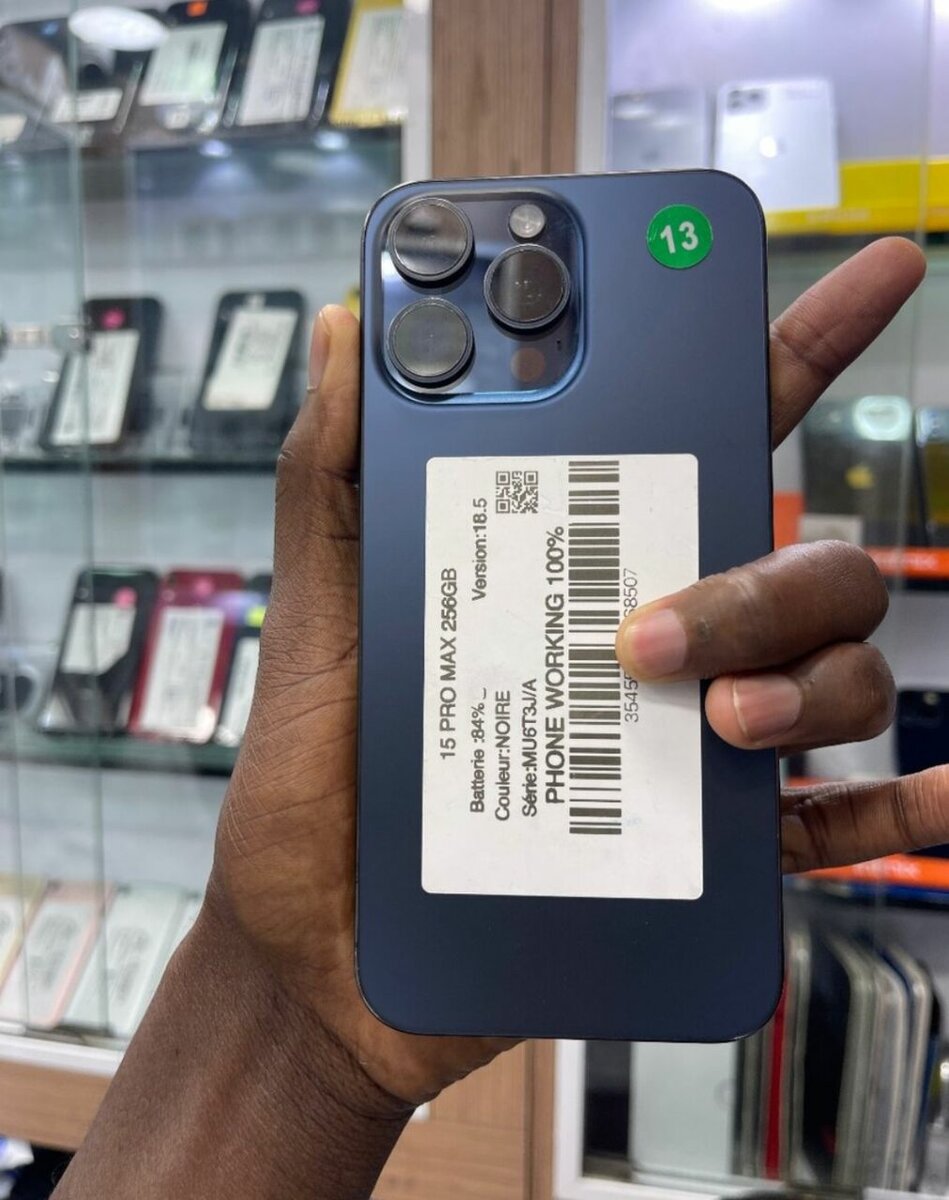 13
15 PRO MAX 256GB
Batterie :84%_ Version:18.5
Couleur:NOIRE
Série:MU6T3J/A
PHONE WORKING 100%